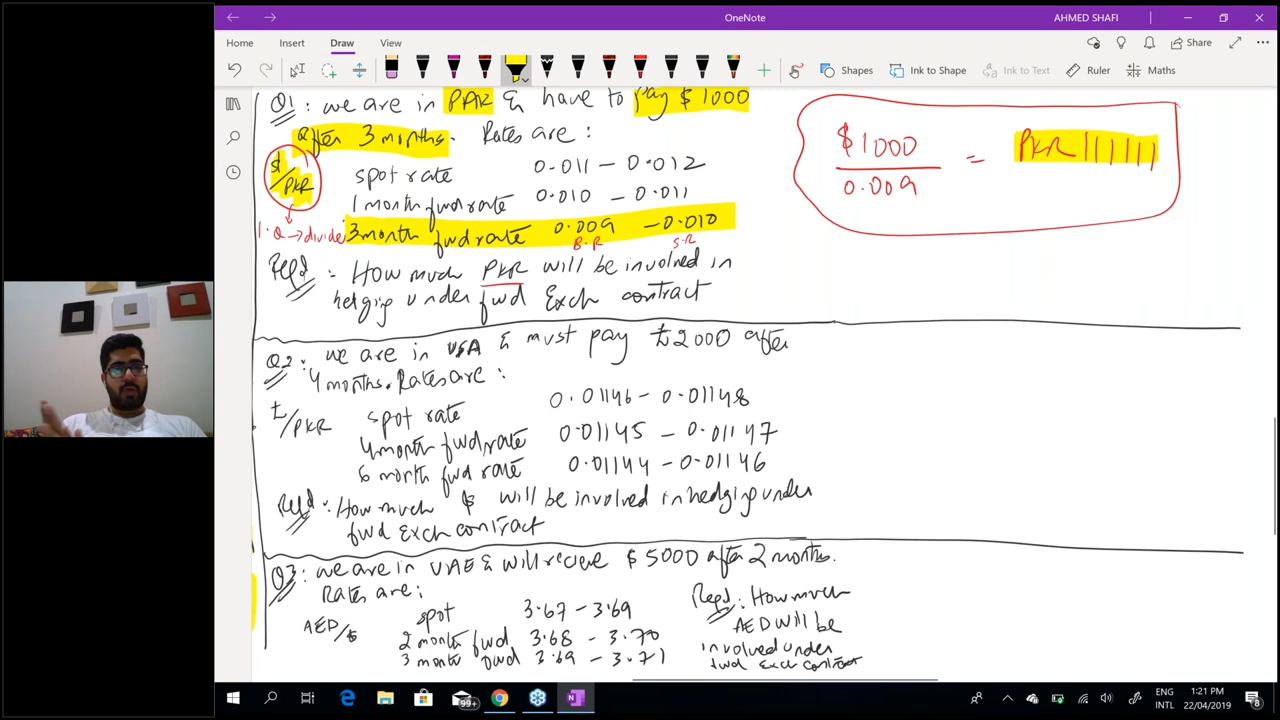 OneNote
AHMED SHAFI
Home Insert Draw View
Share
Shapes Ink to Shape Ink to Text Ruler Maths
Q1: we are in PAK & have to pay $1000
after 3 months. Rates are:
$/PKR
spot rate 0.011 - 0.012
1 month fwd rate 0.010 - 0.011
1·Q → divide 3 month fwd rate 0.009 - 0.010
B.R S.R
Reqd: How much PKR will be involved in
hedging under fwd Exch contract
$1000
0.009
= PKR 111111
Q2: we are in USA & must pay £2000 after
4 months. Rates are:
£/PKR spot rate 0.01146 - 0.01148
4 month fwd rate 0.01145 - 0.01147
6 month fwd rate 0.01144 - 0.01146
Reqd: How much $ will be involved in hedging under
fwd Exch contract
Q3: we are in UAE & will recieve $5000 after 2 months.
Rates are:
AED/$
spot 3.67 - 3.69
2 month fwd 3.68 - 3.70
3 month fwd 3.69 - 3.71
Reqd: How much
AED will be
involved under
fwd Exch contract
99+
ENG
INTL
1:21 PM
22/04/2019
8